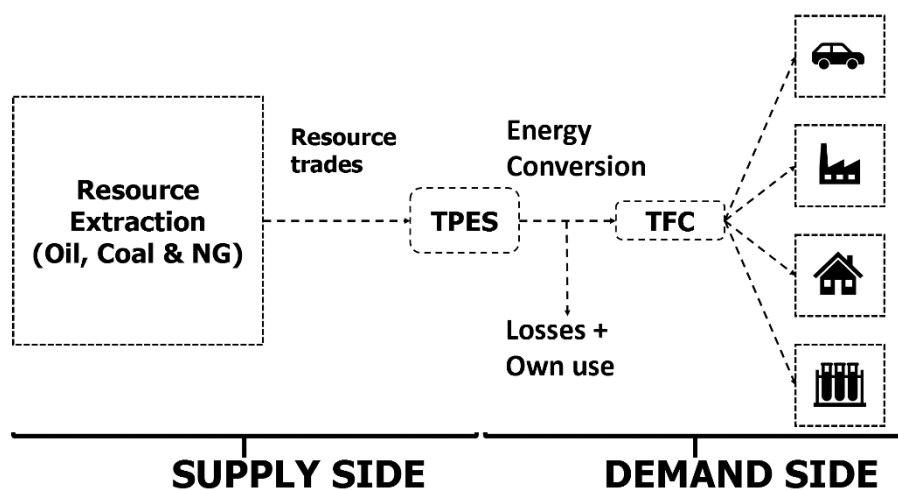 Resource
Extraction
(Oil, Coal & NG)
Resource
trades
TPES
Energy
Conversion
TFC
Losses +
Own use
SUPPLY SIDE
DEMAND SIDE